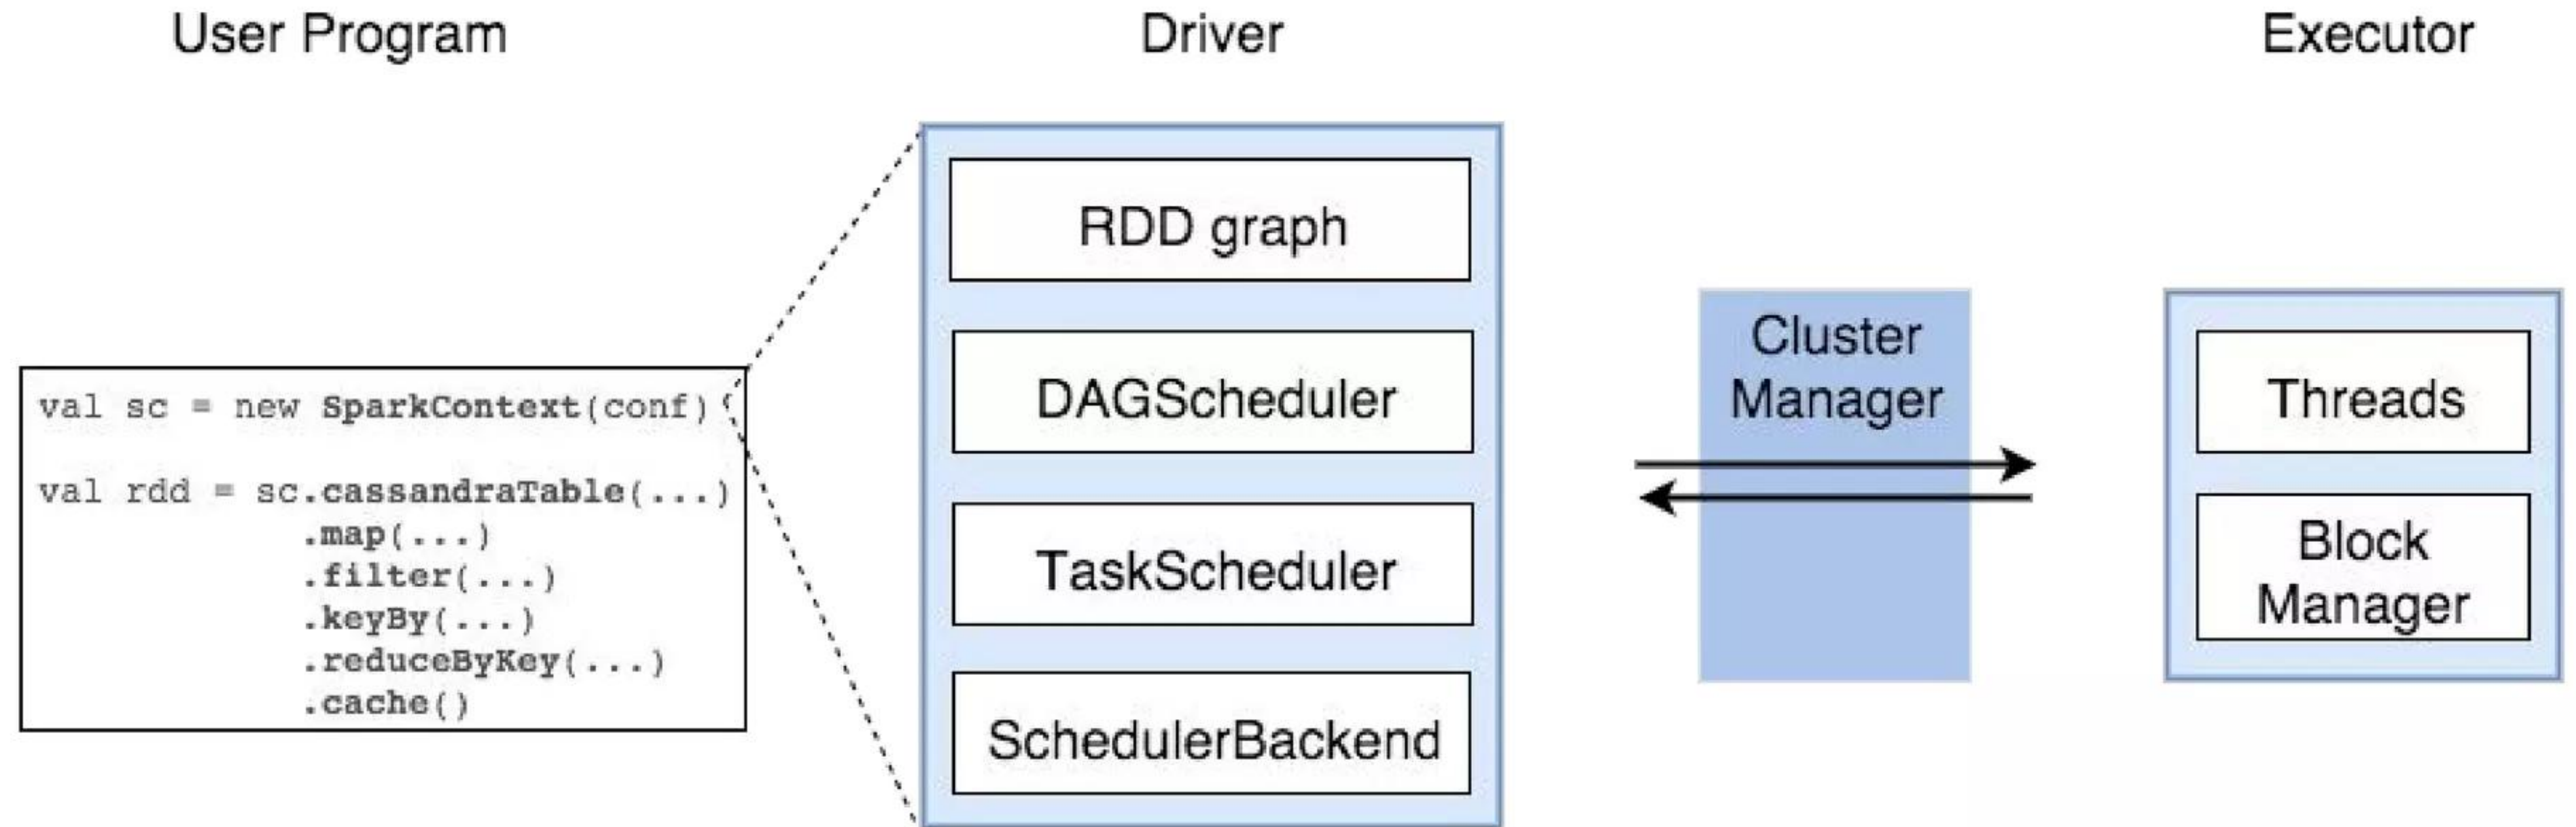 User Program
Driver
Executor
val sc = new SparkContext(conf)
val rdd = sc.cassandraTable(...)
.map(...)
.filter(...)
.keyBy(...)
.reduceByKey(...)
.cache()
RDD graph
DAGScheduler
TaskScheduler
SchedulerBackend
Cluster
Manager
Threads
Block
Manager